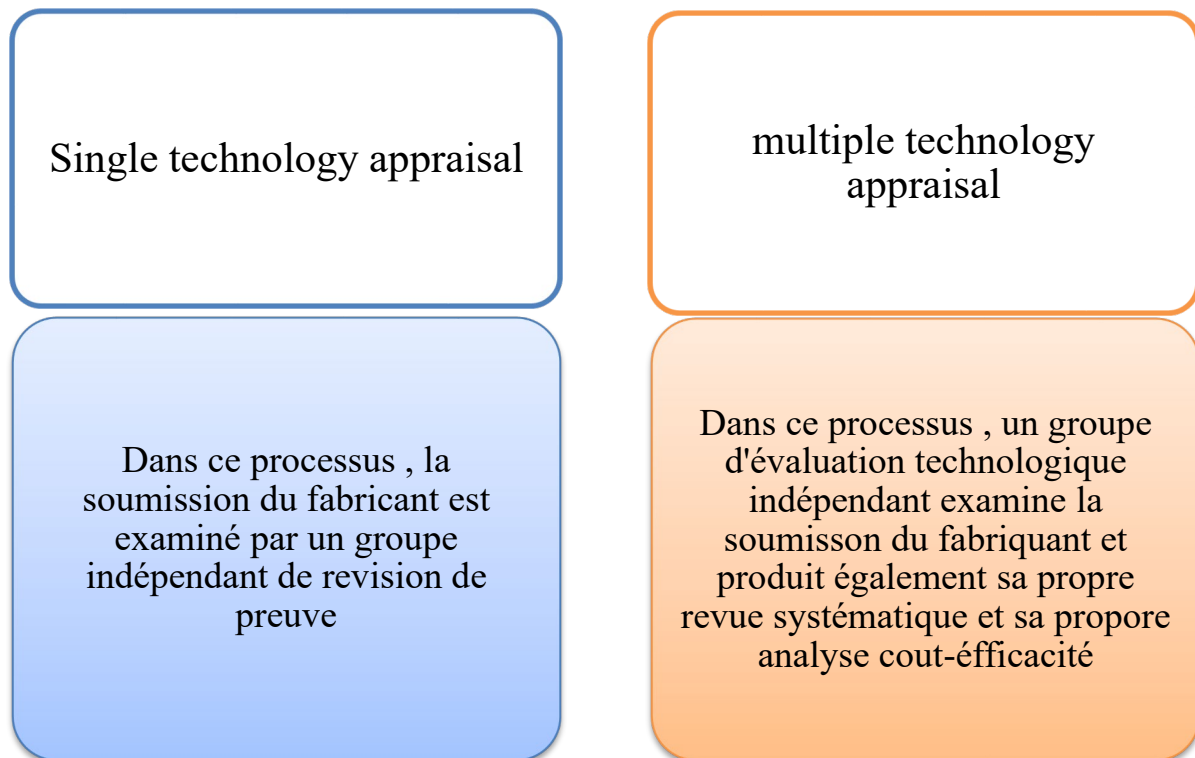 Single technology appraisal
multiple technology
appraisal
Dans ce processus , la
soumission du fabricant est
examiné par un groupe
indépendant de revision de
preuve
Dans ce processus , un groupe
d'évaluation technologique
indépendant examine la
soumisson du fabriquant et
produit également sa propre
revue systématique et sa propore
analyse cout-éfficacité